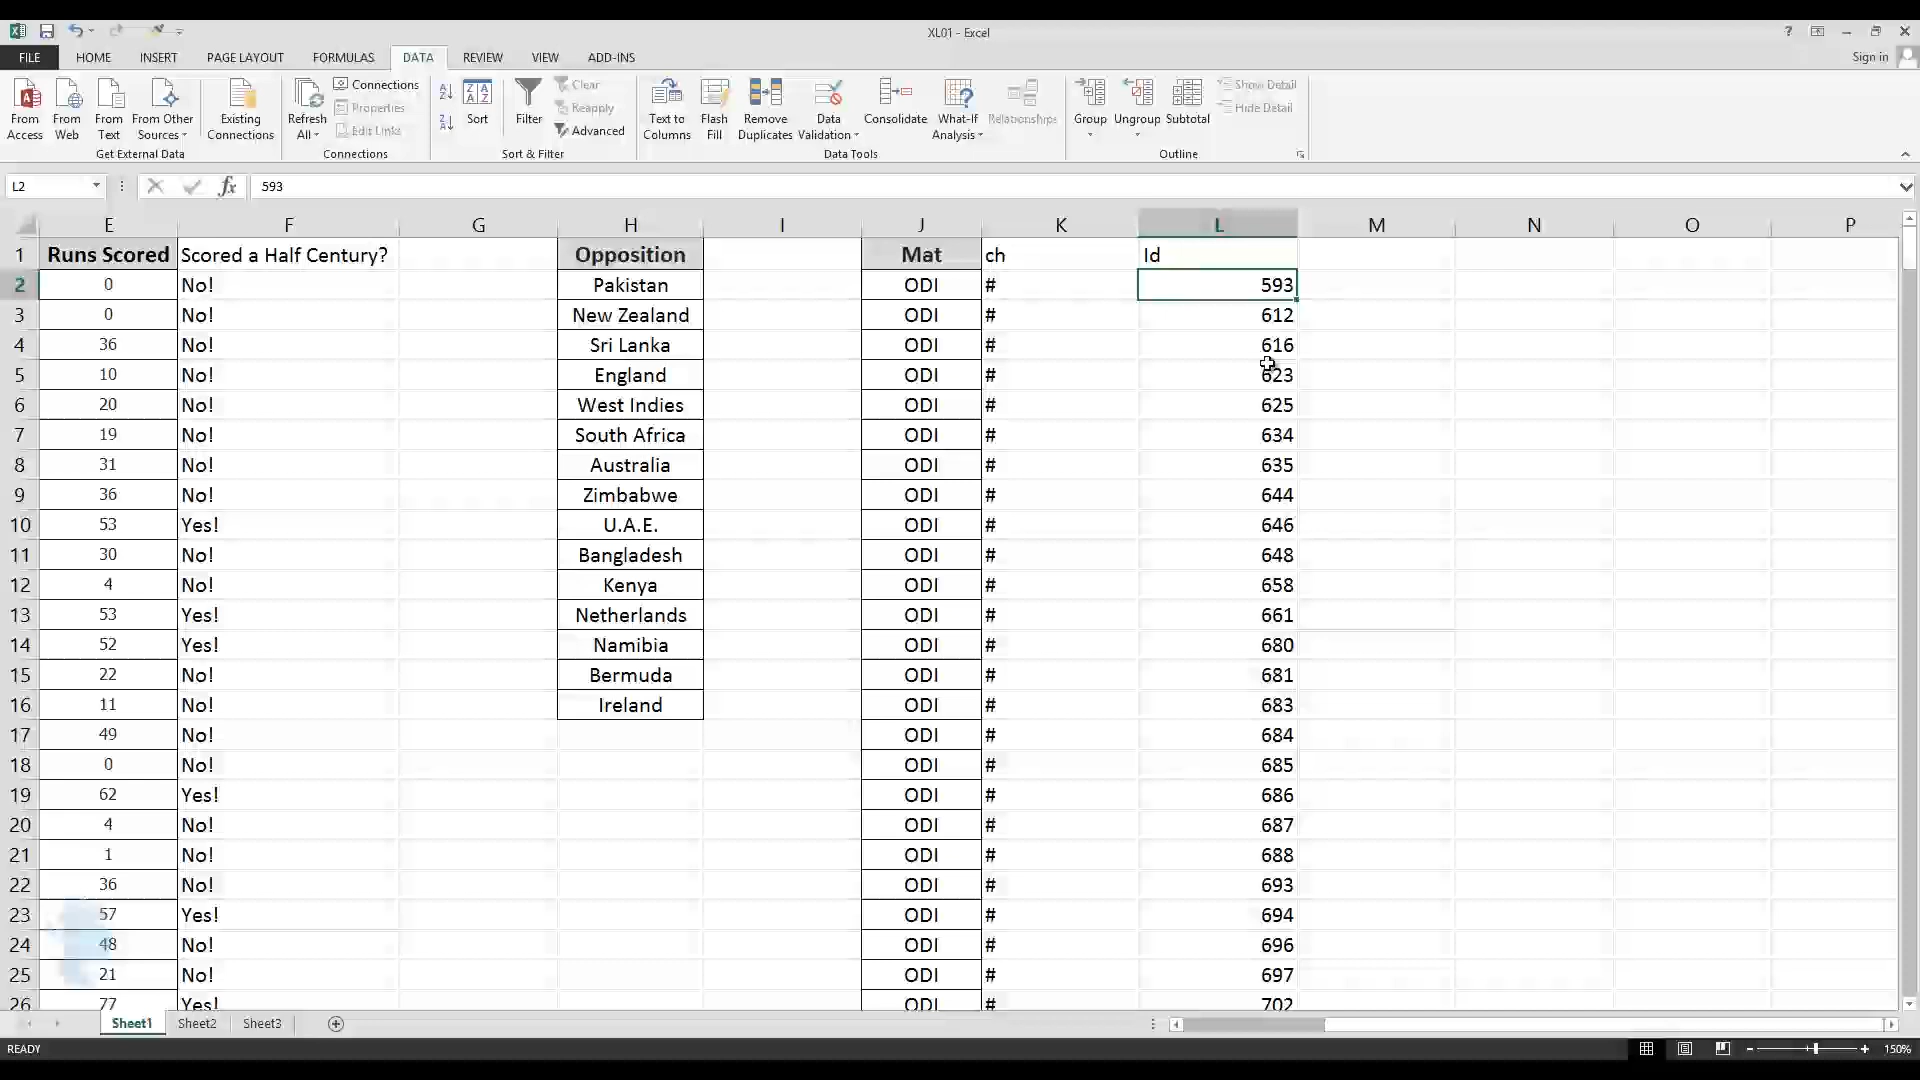 XL01 - Excel
?
Sign in
FILE HOME INSERT PAGE LAYOUT FORMULAS DATA REVIEW VIEW ADD-INS
From Access
From Web
From Text
From Other Sources
Get External Data
Existing Connections
Refresh All
Connections
Properties
Edit Links
Connections
Sort
Filter
Clear
Reapply
Advanced
Sort & Filter
Text to Columns
Flash Fill
Remove Duplicates
Data Validation
Consolidate
What-If Analysis
Relationships
Data Tools
Group
Ungroup
Subtotal
Show Detail
Hide Detail
Outline
L2 fx 593
E F G H I J K L M N O P
1 Runs Scored Scored a Half Century? Opposition Mat ch Id
2 0 No! Pakistan ODI # 593
3 0 No! New Zealand ODI # 612
4 36 No! Sri Lanka ODI # 616
5 10 No! England ODI # 623
6 20 No! West Indies ODI # 625
7 19 No! South Africa ODI # 634
8 31 No! Australia ODI # 635
9 36 No! Zimbabwe ODI # 644
10 53 Yes! U.A.E. ODI # 646
11 30 No! Bangladesh ODI # 648
12 4 No! Kenya ODI # 658
13 53 Yes! Netherlands ODI # 661
14 52 Yes! Namibia ODI # 680
15 22 No! Bermuda ODI # 681
16 11 No! Ireland ODI # 683
17 49 No! ODI # 684
18 0 No! ODI # 685
19 62 Yes! ODI # 686
20 4 No! ODI # 687
21 1 No! ODI # 688
22 36 No! ODI # 693
23 57 Yes! ODI # 694
24 48 No! ODI # 696
25 21 No! ODI # 697
26 77 Yes! ODI # 702
Sheet1 Sheet2 Sheet3
READY
150%